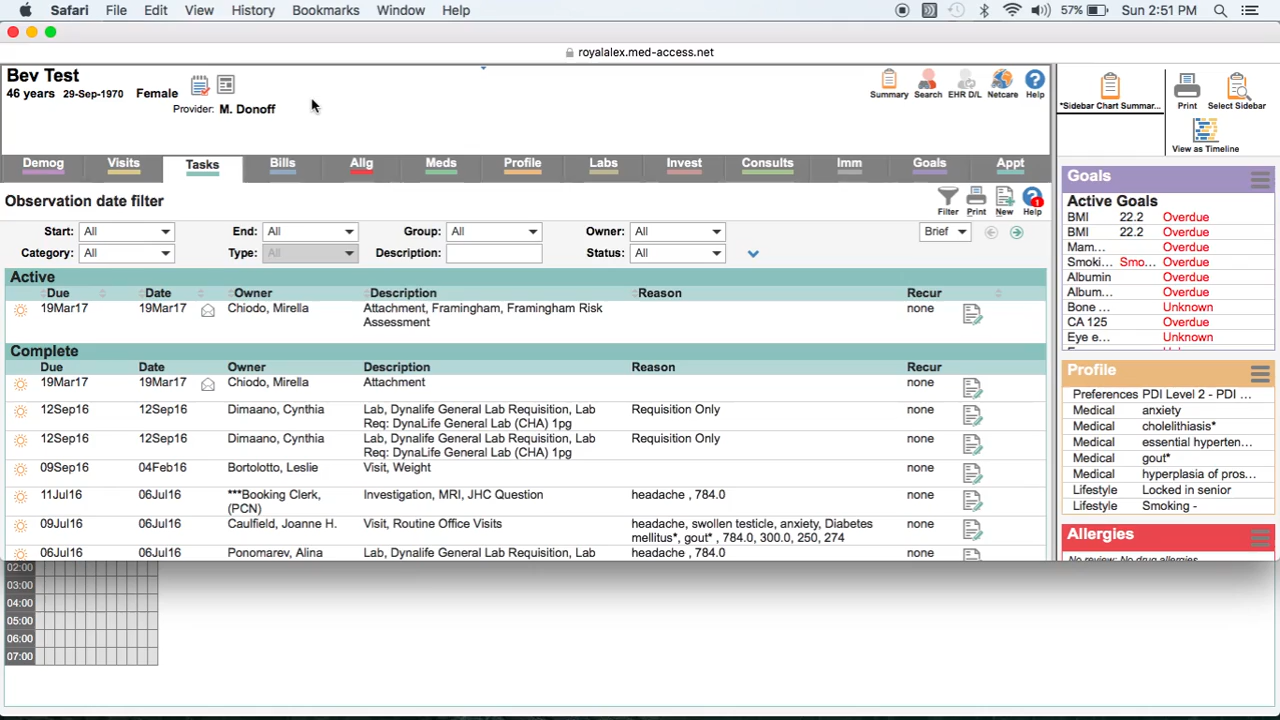 Safari File Edit View History Bookmarks Window Help 57% Sun 2:51 PM
royalalex.med-access.net
Bev Test
46 years 29-Sep-1970 Female
Provider: M. Donoff
Summary Search EHR D/L Netcare Help
*Sidebar Chart Summar... Print Select Sidebar
View as Timeline
Demog Visits Tasks Bills Allg Meds Profile Labs Invest Consults Imm Goals Appt
Observation date filter
Filter Print New Help 1
Start: All End: All Group: All Owner: All Brief
Category: All Type: All Description: Status: All
Active
Due Date Owner Description Reason Recur
19Mar17 19Mar17 Chiodo, Mirella Attachment, Framingham, Framingham Risk none
Assessment
Complete
Due Date Owner Description Reason Recur
19Mar17 19Mar17 Chiodo, Mirella Attachment none
12Sep16 12Sep16 Dimaano, Cynthia Lab, Dynalife General Lab Requisition, Lab Requisition Only none
Req: DynaLife General Lab (CHA) 1pg
12Sep16 12Sep16 Dimaano, Cynthia Lab, Dynalife General Lab Requisition, Lab Requisition Only none
Req: DynaLife General Lab (CHA) 1pg
09Sep16 04Feb16 Bortolotto, Leslie Visit, Weight none
11Jul16 06Jul16 ***Booking Clerk, Investigation, MRI, JHC Question headache , 784.0 none
(PCN)
09Jul16 06Jul16 Caulfield, Joanne H. Visit, Routine Office Visits headache, swollen testicle, anxiety, Diabetes none
mellitus*, gout* , 784.0, 300.0, 250, 274
06Jul16 06Jul16 Ponomarev, Alina Lab, Dynalife General Lab Requisition, Lab headache , 784.0 none
Goals
Active Goals
BMI 22.2 Overdue
BMI 22.2 Overdue
Mam... Overdue
Smoki... Smo... Overdue
Albumin Overdue
Album... Overdue
Bone ... Unknown
CA 125 Overdue
Eye e... Unknown
Profile
Preferences PDI Level 2 - PDI ...
Medical anxiety
Medical cholelithiasis*
Medical essential hyperten...
Medical gout*
Medical hyperplasia of pros...
Lifestyle Locked in senior
Lifestyle Smoking -
Allergies
No review: No drug allergies
02:00
03:00
04:00
05:00
06:00
07:00